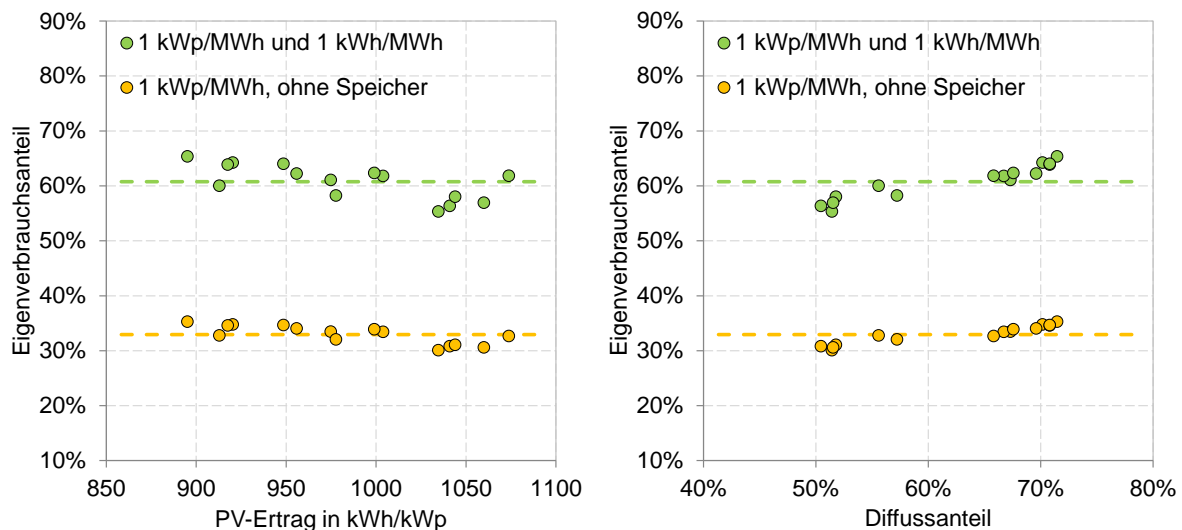 90%
80%
70%
60%
50%
40%
30%
20%
10%
Eigenverbrauchsanteil
1 kWp/MWh und 1 kWh/MWh
1 kWp/MWh, ohne Speicher
850 900 950 1000 1050 1100
PV-Ertrag in kWh/kWp
90%
80%
70%
60%
50%
40%
30%
20%
10%
Eigenverbrauchsanteil
1 kWp/MWh und 1 kWh/MWh
1 kWp/MWh, ohne Speicher
40% 50% 60% 70% 80%
Diffussanteil